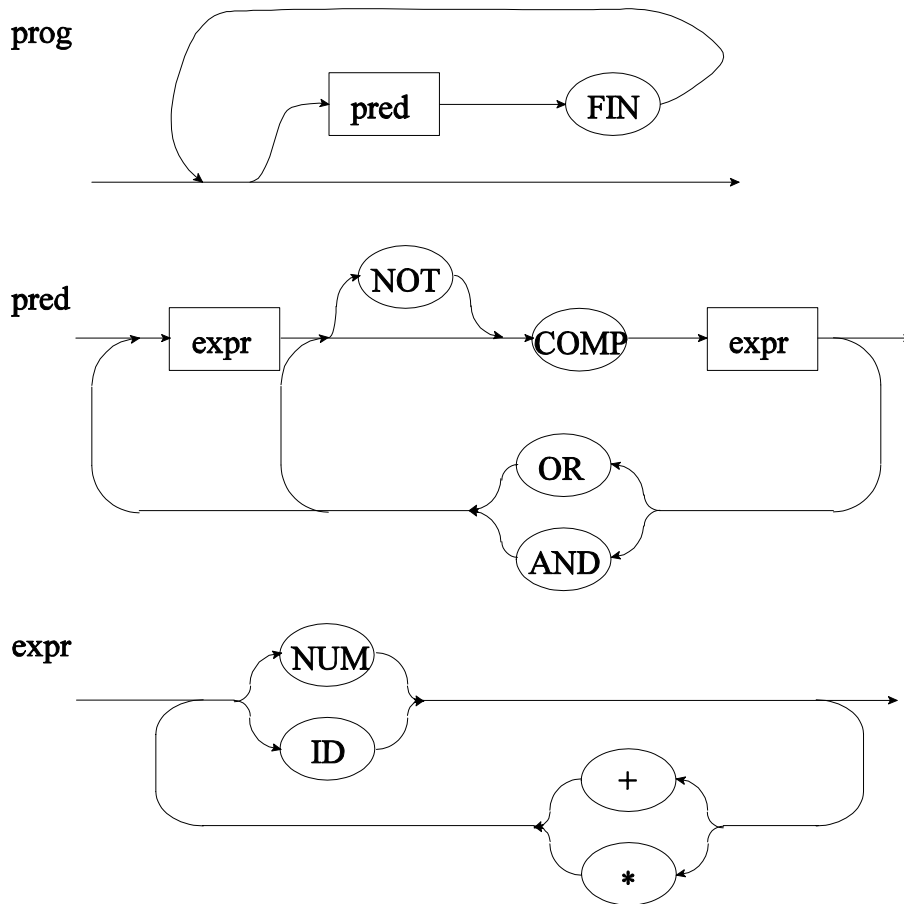 prog
pred FIN
NOT
pred
expr COMP expr
OR
AND
expr
NUM
ID
+
*